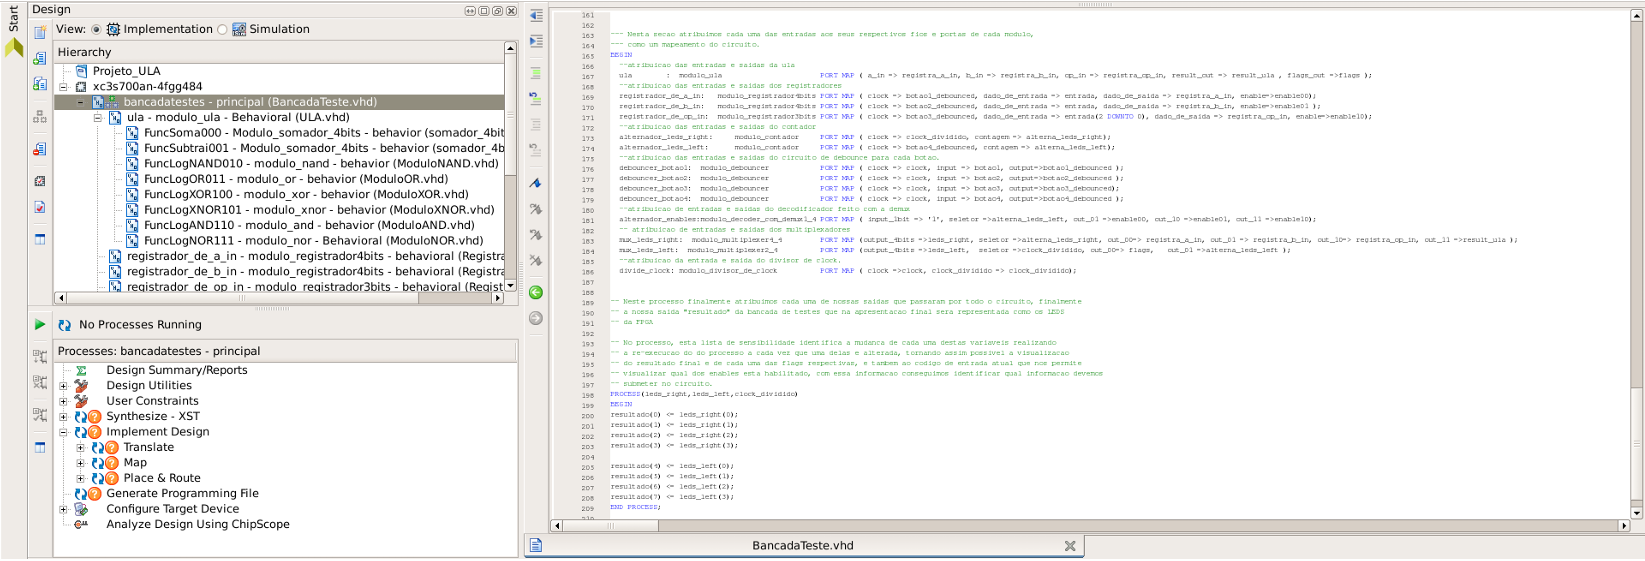 Start
Design
View: Implementation Simulation
Hierarchy
Projeto_ULA
xc3s700an-4fgg484
bancadatestes - principal (BancadaTeste.vhd)
ula - modulo_ula - Behavioral (ULA.vhd)
FuncSoma000 - Modulo_somador_4bits - behavior (somador_4bit
FuncSubtrai001 - Modulo_somador_4bits - behavior (somador_4b
FuncLogNAND010 - modulo_nand - behavior (ModuloNAND.vhd)
FuncLogOR011 - modulo_or - behavior (ModuloOR.vhd)
FuncLogXOR100 - modulo_xor - behavior (ModuloXOR.vhd)
FuncLogXNOR101 - modulo_xnor - behavior (ModuloXNOR.vhd)
FuncLogAND110 - modulo_and - behavior (ModuloAND.vhd)
FuncLogNOR111 - modulo_nor - Behavioral (ModuloNOR.vhd)
registrador_de_a_in - modulo_registrador4bits - behavioral (Registra
registrador_de_b_in - modulo_registrador4bits - behavioral (Registra
registrador_de_op_in - modulo_registrador3bits - behavioral (Regist
No Processes Running
Processes: bancadatestes - principal
Design Summary/Reports
Design Utilities
User Constraints
Synthesize - XST
Implement Design
Translate
Map
Place & Route
Generate Programming File
Configure Target Device
Analyze Design Using ChipScope
161
162
163 --- Nesta secao atribuimos cada uma das entradas aos seus respectivos fios e portas de cada modulo,
164 --- como um mapeamento do circuito.
165 BEGIN
166 --atribuicao das entradas e saidas da ula
167 ula : modulo_ula PORT MAP ( a_in => registra_a_in, b_in => registra_b_in, op_in => registra_op_in, result_out => result_ula , flags_out =>flags );
168 --atribuicao das entradas e saidas dos registradores
169 registrador_de_a_in: modulo_registrador4bits PORT MAP ( clock => botao1_debounced, dado_de_entrada => entrada, dado_de_saida => registra_a_in, enable=>enable00);
170 registrador_de_b_in: modulo_registrador4bits PORT MAP ( clock => botao2_debounced, dado_de_entrada => entrada, dado_de_saida => registra_b_in, enable=>enable01 );
171 registrador_de_op_in: modulo_registrador3bits PORT MAP ( clock => botao3_debounced, dado_de_entrada => entrada(2 DOWNTO 0), dado_de_saida => registra_op_in, enable=>enable10);
172 --atribuicao das entradas e saidas do contador
173 alternador_leds_right: modulo_contador PORT MAP ( clock => clock_dividido, contagem => alterna_leds_right);
174 alternador_leds_left: modulo_contador PORT MAP ( clock => botao4_debounced, contagem => alterna_leds_left);
175 --atribuicao das entradas e saidas do circuito de debounce para cada botao.
176 debouncer_botao1: modulo_debouncer PORT MAP ( clock => clock, input => botao1, output=>botao1_debounced );
177 debouncer_botao2: modulo_debouncer PORT MAP ( clock => clock, input => botao2, output=>botao2_debounced );
178 debouncer_botao3: modulo_debouncer PORT MAP ( clock => clock, input => botao3, output=>botao3_debounced);
179 debouncer_botao4: modulo_debouncer PORT MAP ( clock => clock, input => botao4, output=>botao4_debounced );
180 --atribuicao de entradas e saidas do decodificador feito com a demux
181 alternador_enables:modulo_decoder_com_demux1_4 PORT MAP ( input_1bit => '1', seletor =>alterna_leds_left, out_00 => enable00, out_10 =>enable01, out_11 =>enable10);
182 -- atribuicao de entradas e saidas dos multiplexadores
183 mux_leds_right: modulo_multiplexer4_4 PORT MAP (output_4bits =>leds_right, seletor =>alterna_leds_right, out_00=> registra_a_in, out_01 => registra_b_in, out_10=> registra_op_in, out_11 =>result_ula );
184 mux_leds_left: modulo_multiplexer2_4 PORT MAP (output_4bits =>leds_left, seletor =>clock_dividido, out_00=> flags, out_01 =>alterna_leds_left );
185 --atribuicao da entrada e saida do divisor de clock.
186 divide_clock: modulo_divisor_de_clock PORT MAP ( clock =>clock, clock_dividido => clock_dividido);
187
188
189 -- Neste processo finalmente atribuimos cada uma de nossas saidas que passaram por todo o circuito, finalmente
190 -- a nossa saida "resultado" da bancada de testes que na apresentacao final sera representada como os LEDS
191 -- da FPGA
192
193 -- No processo, esta lista de sensibilidade identifica a mudanca de cada uma destas variaveis realizando
194 -- a re-execucao do do processo a cada vez que uma delas e alterada, tornando assim possivel a visualizacao
195 -- do resultado final e de cada uma das flags respectivas, e tambem ao codigo de entrada atual que nos permite
196 -- visualizar qual dos enables esta habilitado, com essa informacao conseguimos identificar qual informacao devemos
197 -- submeter no circuito.
198 PROCESS(leds_right,leds_left,clock_dividido)
199 BEGIN
200 resultado(0) <= leds_right(0);
201 resultado(1) <= leds_right(1);
202 resultado(2) <= leds_right(2);
203 resultado(3) <= leds_right(3);
204
205 resultado(4) <= leds_left(0);
206 resultado(5) <= leds_left(1);
207 resultado(6) <= leds_left(2);
208 resultado(7) <= leds_left(3);
209 END PROCESS;
BancadaTeste.vhd